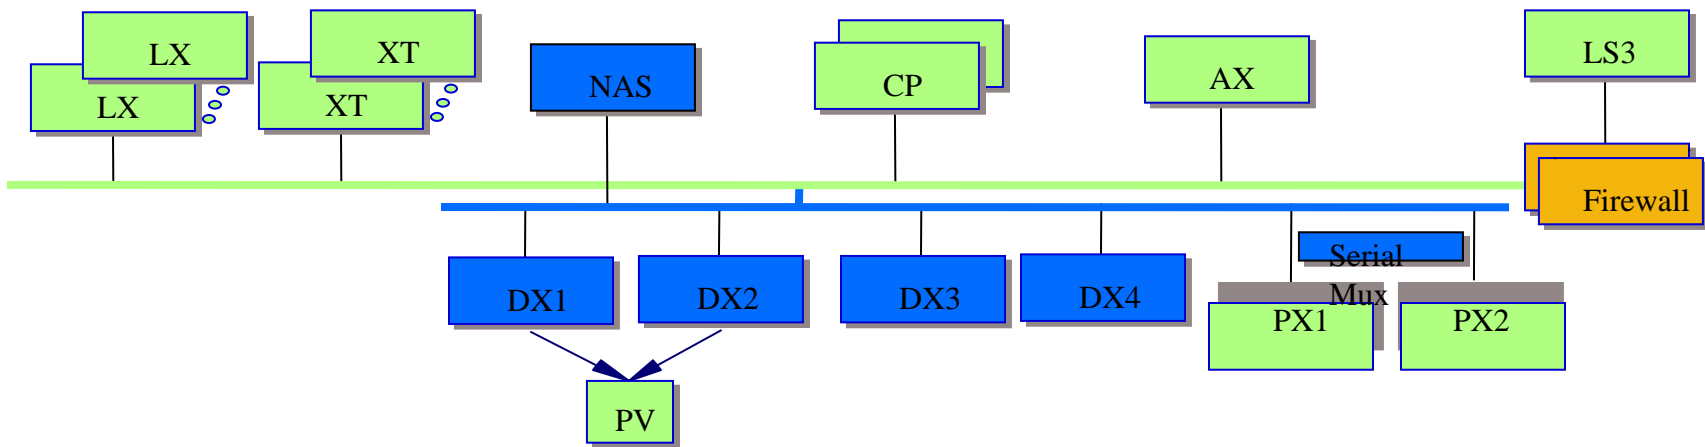 LX
XT
LX
XT
NAS
CP
AX
LS3
Firewall
DX1
DX2
DX3
DX4
Serial
Mux
PX1
PX2
PV